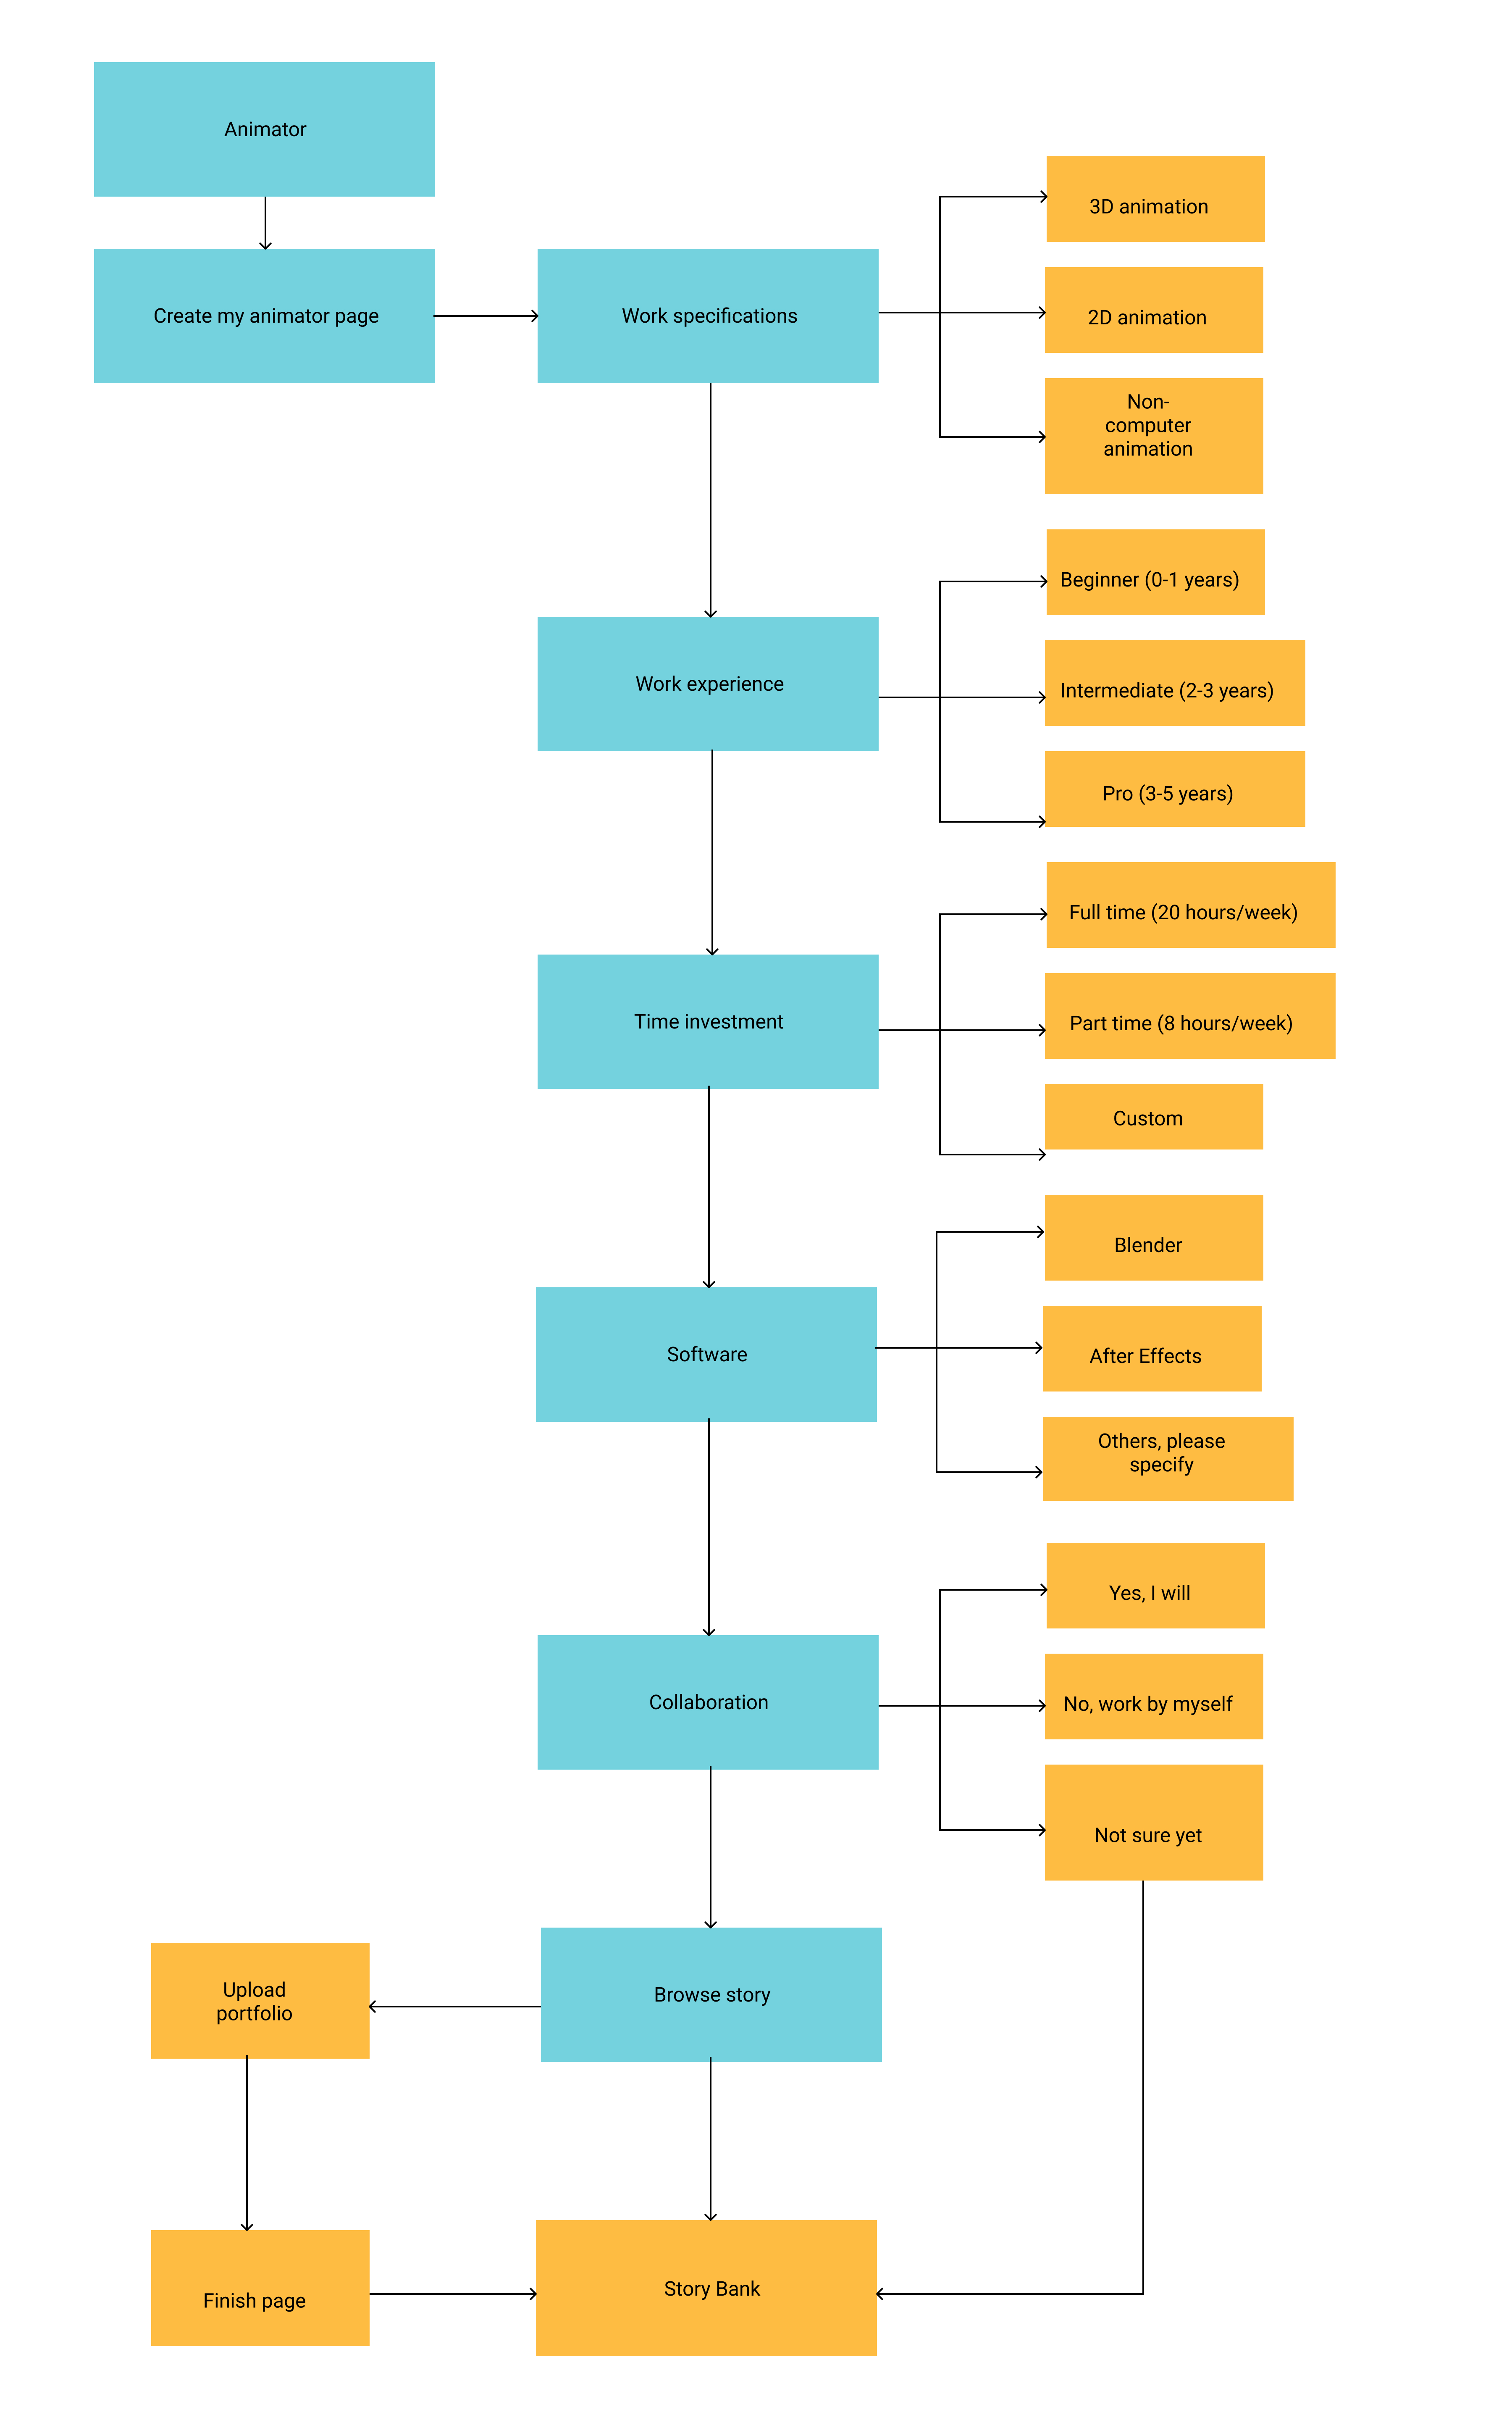 Animator
Create my animator page
Work specifications
3D animation
2D animation
Non-
computer
animation
Work experience
Beginner (0-1 years)
Intermediate (2-3 years)
Pro (3-5 years)
Time investment
Full time (20 hours/week)
Part time (8 hours/week)
Custom
Software
Blender
After Effects
Others, please
specify
Collaboration
Yes, I will
No, work by myself
Not sure yet
Browse story
Upload
portfolio
Finish page
Story Bank